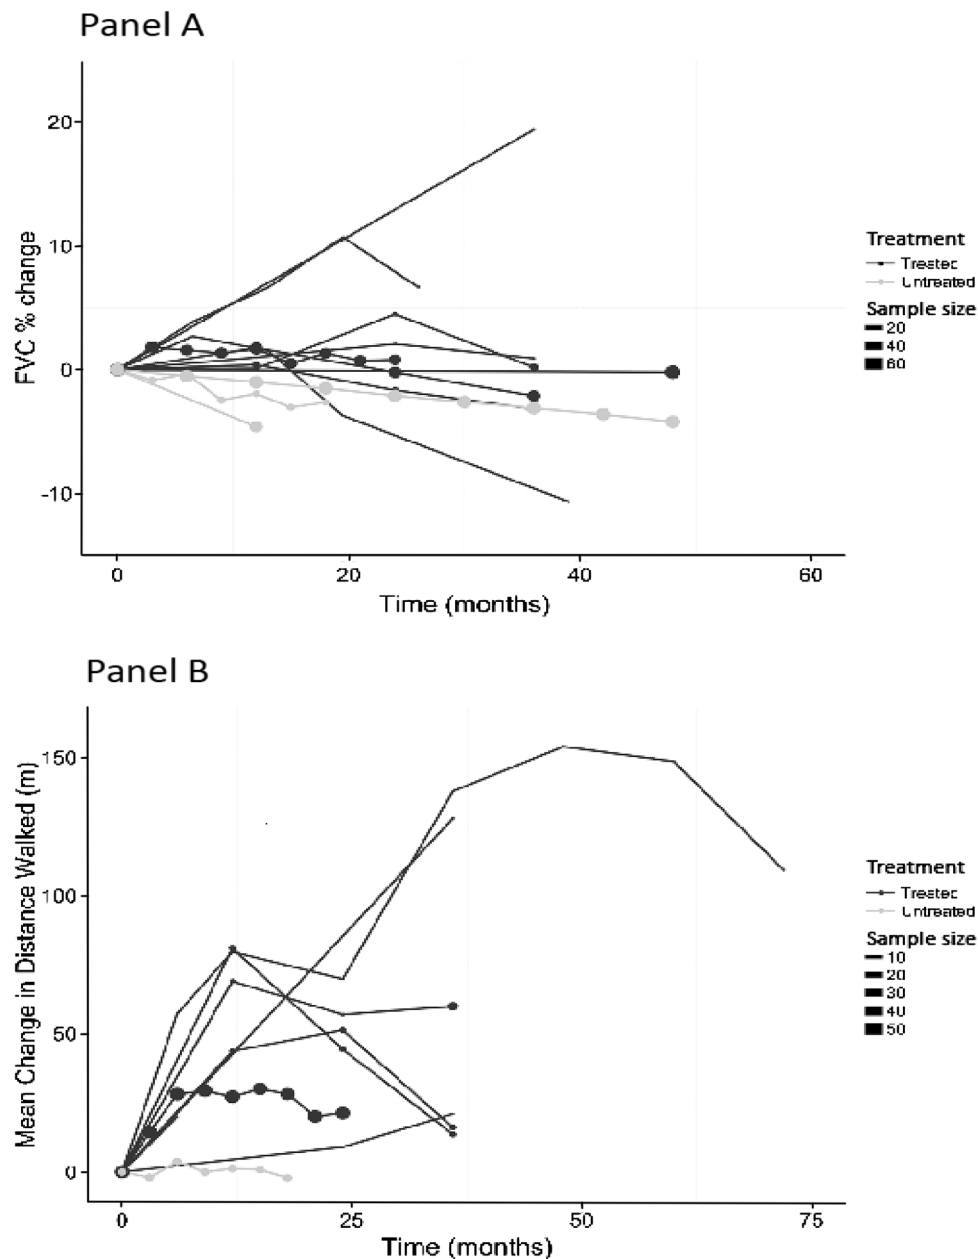 Panel A
20
10
0
-10
FVC % change
0 20 40 60
Time (months)
Treatment
Treated
Untreated
Sample size
20
40
60
Panel B
150
100
50
0
Mean Change in Distance Walked (m)
0 25 50 75
Time (months)
Treatment
Treated
Untreated
Sample size
10
20
30
40
50